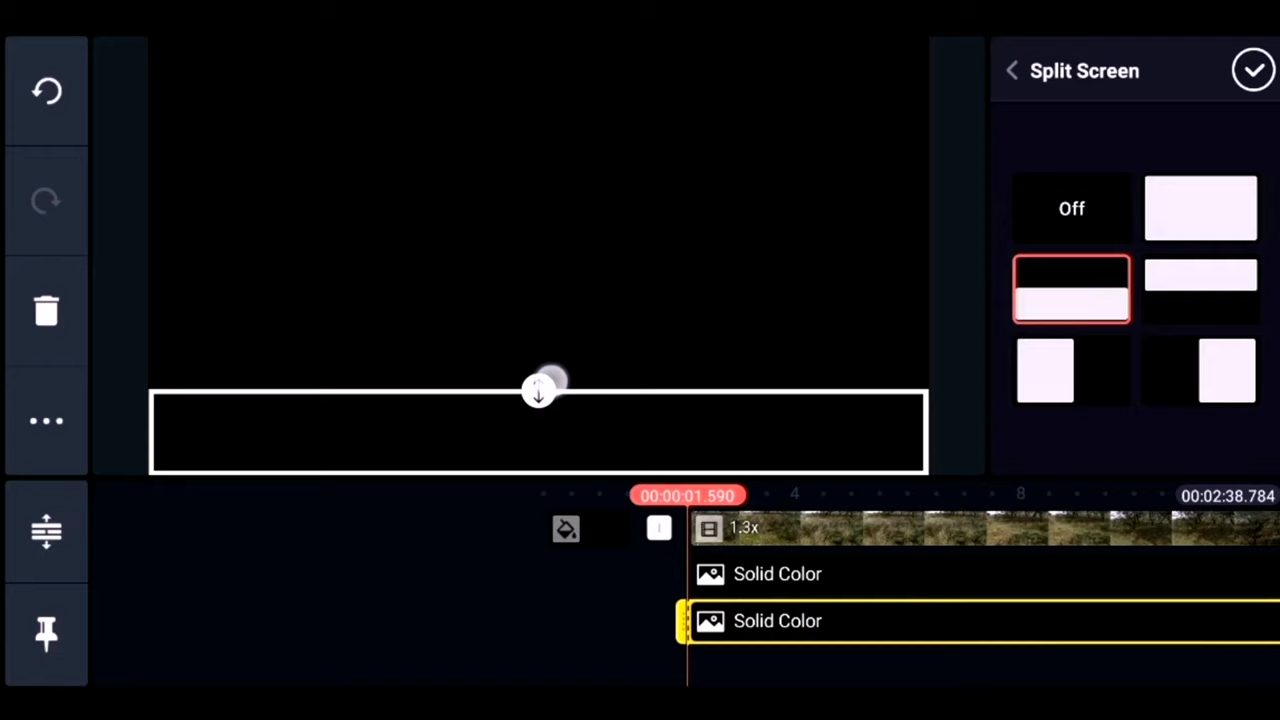 Split Screen
Off
00:00:01.590
4
8
00:02:38.784
1.3x
Solid Color
Solid Color